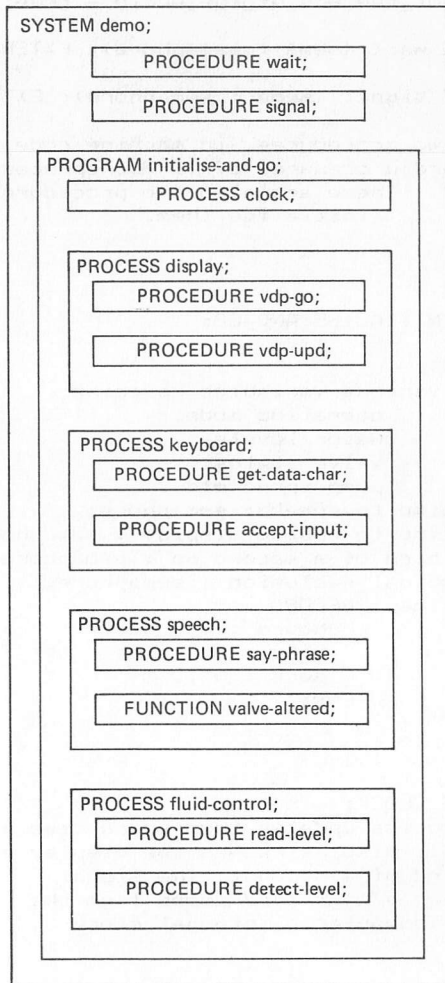 SYSTEM demo;
PROCEDURE wait;
PROCEDURE signal;
PROGRAM initialise-and-go;
PROCESS clock;
PROCESS display;
PROCEDURE vdp-go;
PROCEDURE vdp-upd;
PROCESS keyboard;
PROCEDURE get-data-char;
PROCEDURE accept-input;
PROCESS speech;
PROCEDURE say-phrase;
FUNCTION valve-altered;
PROCESS fluid-control;
PROCEDURE read-level;
PROCEDURE detect-level;